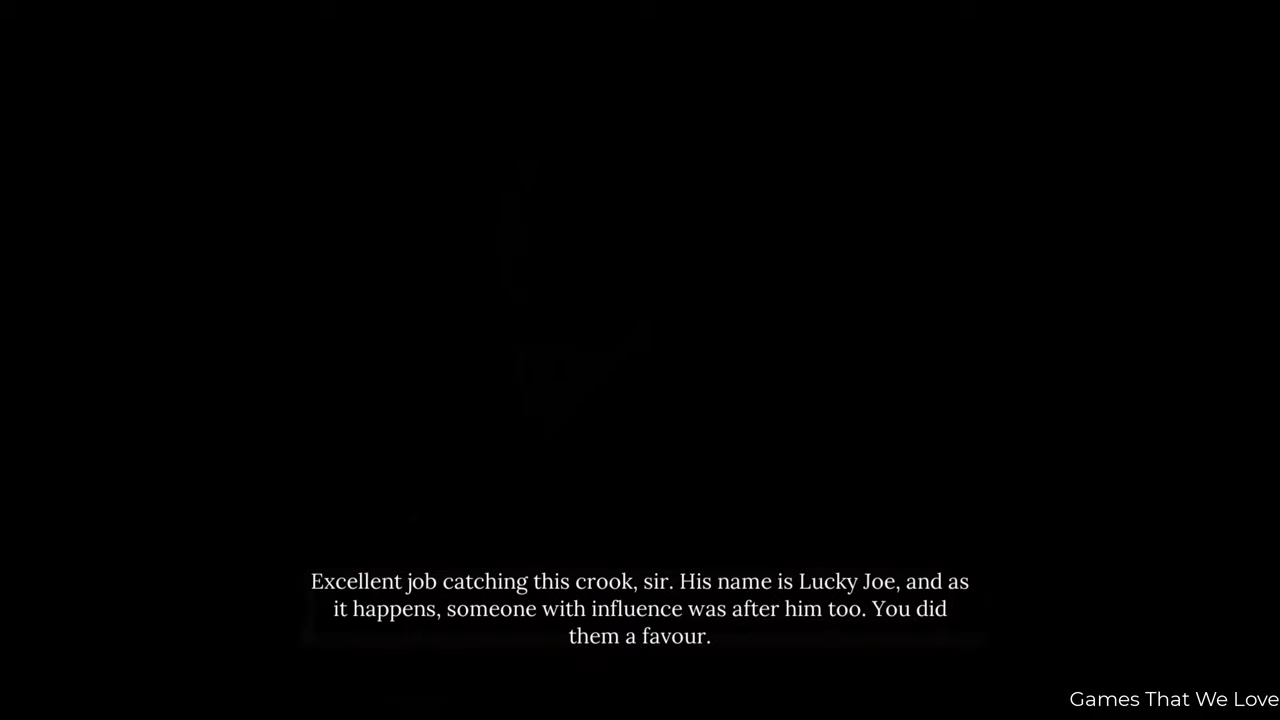 Excellent job catching this crook, sir. His name is Lucky Joe, and as
it happens, someone with influence was after him too. You did
them a favour.
Games That We Love